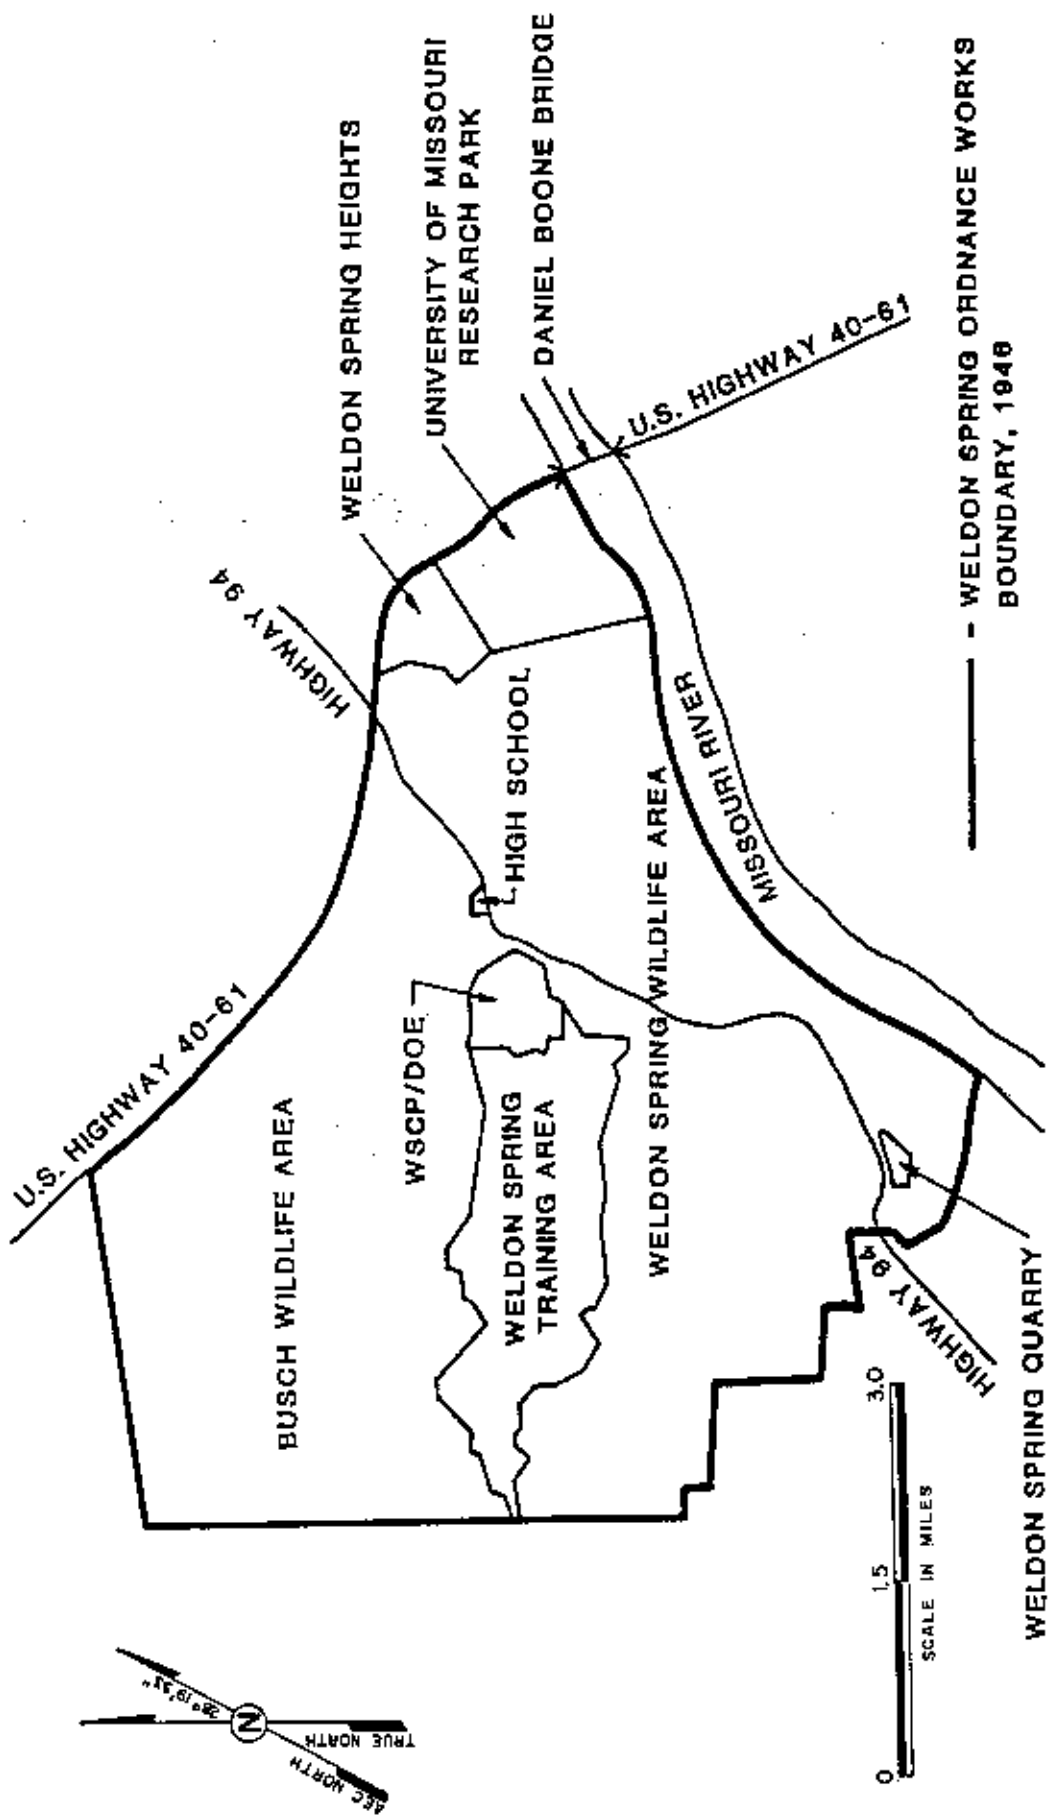 WELDON SPRING HEIGHTS
UNIVERSITY OF MISSOURI
RESEARCH PARK
DANIEL BOONE BRIDGE
U.S. HIGHWAY 40-61
HIGHWAY 94
U.S. HIGHWAY 40-61
HIGH SCHOOL
WSCP/DOE
BUSCH WILDLIFE AREA
WELDON SPRING
TRAINING AREA
WELDON SPRING WILDLIFE AREA
MISSOURI RIVER
HIGHWAY 94
WELDON SPRING QUARRY
- WELDON SPRING ORDNANCE WORKS
BOUNDARY, 1946
N
TRUE NORTH
AEC NORTH
28°19'33"
0 1.5 3.0
SCALE IN MILES